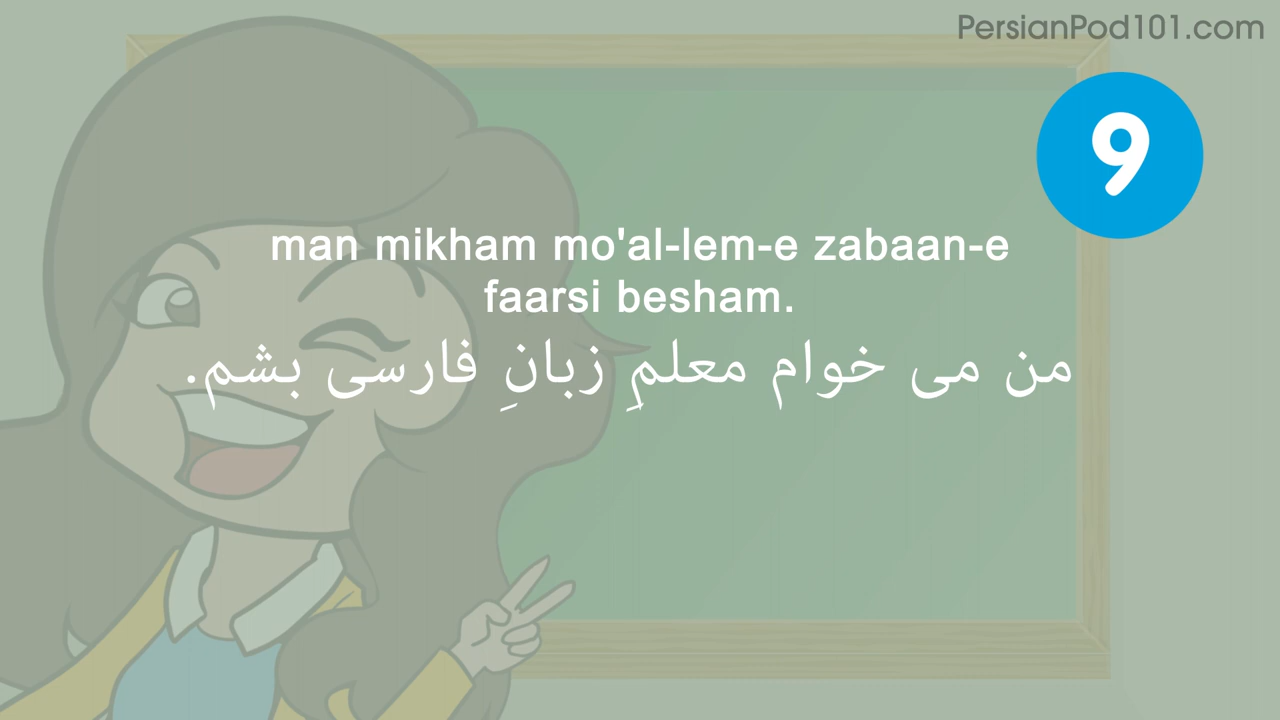 PersianPod101.com
9
man mikham mo'al-lem-e zabaan-e
faarsi besham.
من می خوام معلمِ زبانِ فارسی بشم.